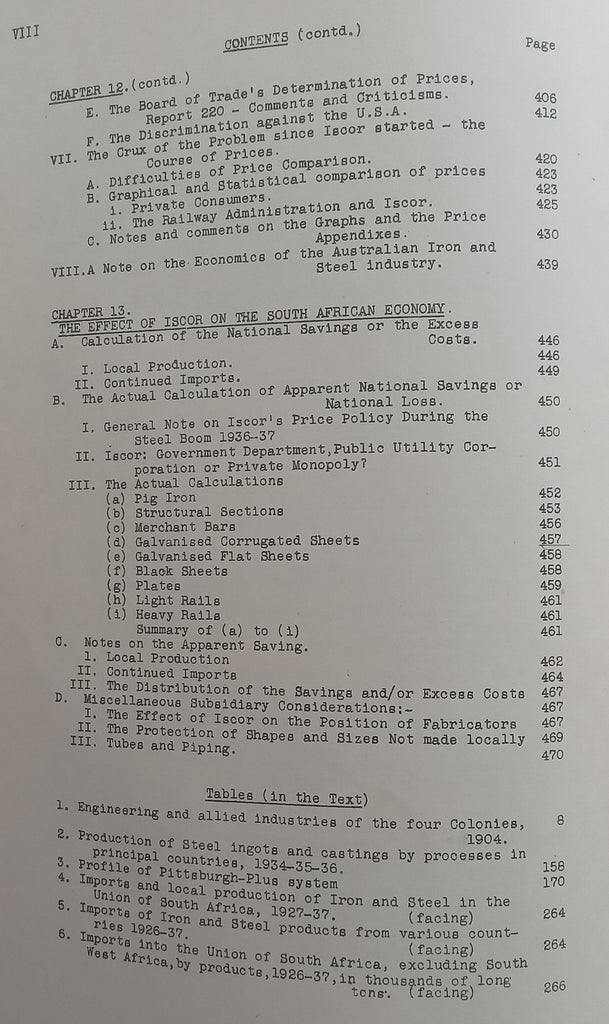 VIII
CONTENTS (contd.)
Page
CHAPTER 12.(contd.)
E. The Board of Trade's Determination of Prices,
Report 220 - Comments and Criticisms. 406
F. The Discrimination against the U.S.A. 412
VII. The Crux of the Problem since Iscor started - the
Course of Prices.
A. Difficulties of Price Comparison. 420
B. Graphical and Statistical comparison of prices 423
i. Private Consumers. 423
ii. The Railway Administration and Iscor. 425
C. Notes and comments on the Graphs and the Price
Appendixes. 430
VIII.A Note on the Economics of the Australian Iron and
Steel industry. 439
CHAPTER 13.
THE EFFECT OF ISCOR ON THE SOUTH AFRICAN ECONOMY.
A. Calculation of the National Savings or the Excess
Costs. 446
I. Local Production. 446
II. Continued Imports. 449
B. The Actual Calculation of Apparent National Savings or
National Loss. 450
I. General Note on Iscor's Price Policy During the
Steel Boom 1936-37 450
II. Iscor: Government Department,Public Utility Cor-
poration or Private Monopoly? 451
III. The Actual Calculations
(a) Pig Iron 452
(b) Structural Sections 453
(c) Merchant Bars 456
(d) Galvanised Corrugated Sheets 457
(e) Galvanised Flat Sheets 458
(f) Black Sheets 458
(g) Plates 459
(h) Light Rails 461
(i) Heavy Rails 461
Summary of (a) to (i) 461
C. Notes on the Apparent Saving.
1. Local Production 462
II. Continued Imports 464
III. The Distribution of the Savings and/or Excess Costs 467
D. Miscellaneous Subsidiary Considerations:- 467
I. The Effect of Iscor on the Position of Fabricators 467
II. The Protection of Shapes and Sizes Not made locally 469
III. Tubes and Piping. 470
Tables (in the Text)
1. Engineering and allied industries of the four Colonies,
1904. 8
2. Production of Steel ingots and castings by processes in
principal countries, 1934-35-36. 158
3. Profile of Pittsburgh-Plus system 170
4. Imports and local production of Iron and Steel in the
Union of South Africa, 1927-37. (facing) 264
5. Imports of Iron and Steel products from various count-
ries 1926-37. (facing) 264
6. Imports into the Union of South Africa, excluding South
West Africa,by products,1926-37,in thousands of long
tons. (facing) 266